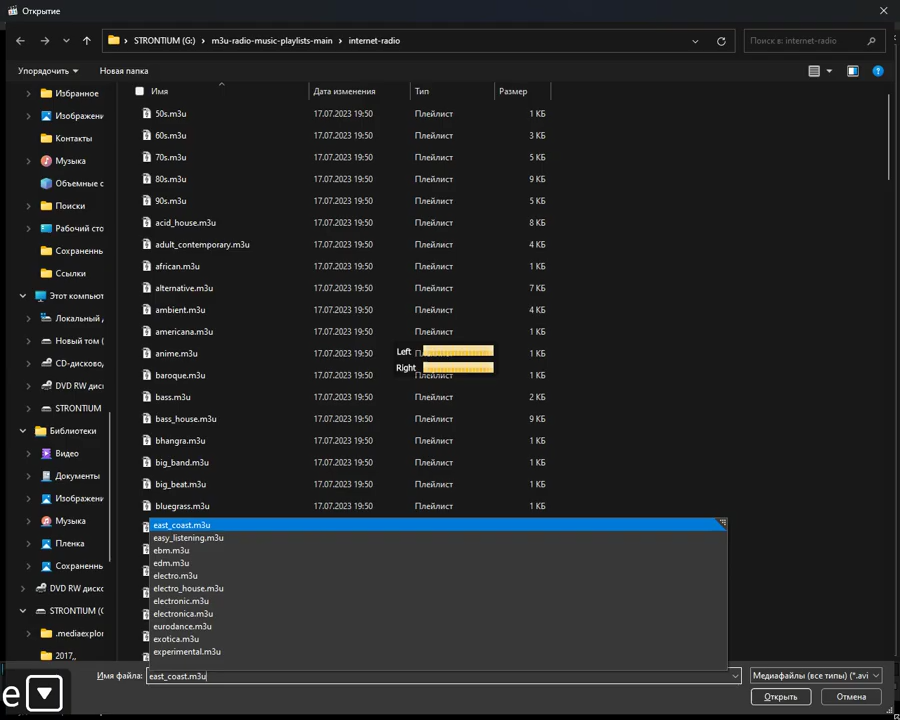 Открытие
STRONTIUM (G:) › m3u-radio-music-playlists-main › internet-radio
Поиск в: internet-radio
Упорядочить
Новая папка
Имя
Дата изменения
Тип
Размер
Избранное
Изображени
Контакты
Музыка
Объемные с
Поиски
Рабочий сто
Сохраненны
Ссылки
Этот компьют
Локальный д
Новый том (
CD-дисково,
DVD RW дис
STRONTIUM
Библиотеки
Видео
Документы
Изображени
Музыка
Пленка
Сохраненны
DVD RW диско
STRONTIUM (
.mediaexplor
2017,,
50s.m3u 17.07.2023 19:50 Плейлист 1 КБ
60s.m3u 17.07.2023 19:50 Плейлист 3 КБ
70s.m3u 17.07.2023 19:50 Плейлист 5 КБ
80s.m3u 17.07.2023 19:50 Плейлист 9 КБ
90s.m3u 17.07.2023 19:50 Плейлист 5 КБ
acid_house.m3u 17.07.2023 19:50 Плейлист 8 КБ
adult_contemporary.m3u 17.07.2023 19:50 Плейлист 4 КБ
african.m3u 17.07.2023 19:50 Плейлист 1 КБ
alternative.m3u 17.07.2023 19:50 Плейлист 8 КБ
ambient.m3u 17.07.2023 19:50 Плейлист 4 КБ
americana.m3u 17.07.2023 19:50 Плейлист 1 КБ
anime.m3u 17.07.2023 19:50 1 КБ
baroque.m3u 17.07.2023 19:50 Плейлист 1 КБ
bass.m3u 17.07.2023 19:50 Плейлист 2 КБ
bass_house.m3u 17.07.2023 19:50 Плейлист 9 КБ
bhangra.m3u 17.07.2023 19:50 Плейлист 1 КБ
big_band.m3u 17.07.2023 19:50 Плейлист 1 КБ
big_beat.m3u 17.07.2023 19:50 Плейлист 1 КБ
bluegrass.m3u 17.07.2023 19:50 Плейлист 1 КБ
Left
Right
east_coast.m3u
easy_listening.m3u
ebm.m3u
edm.m3u
electro.m3u
electro_house.m3u
electronic.m3u
electronica.m3u
eurodance.m3u
exotica.m3u
experimental.m3u
Имя файла: east_coast.m3u
Медиафайлы (все типы) (*.avi
Открыть
Отмена
e